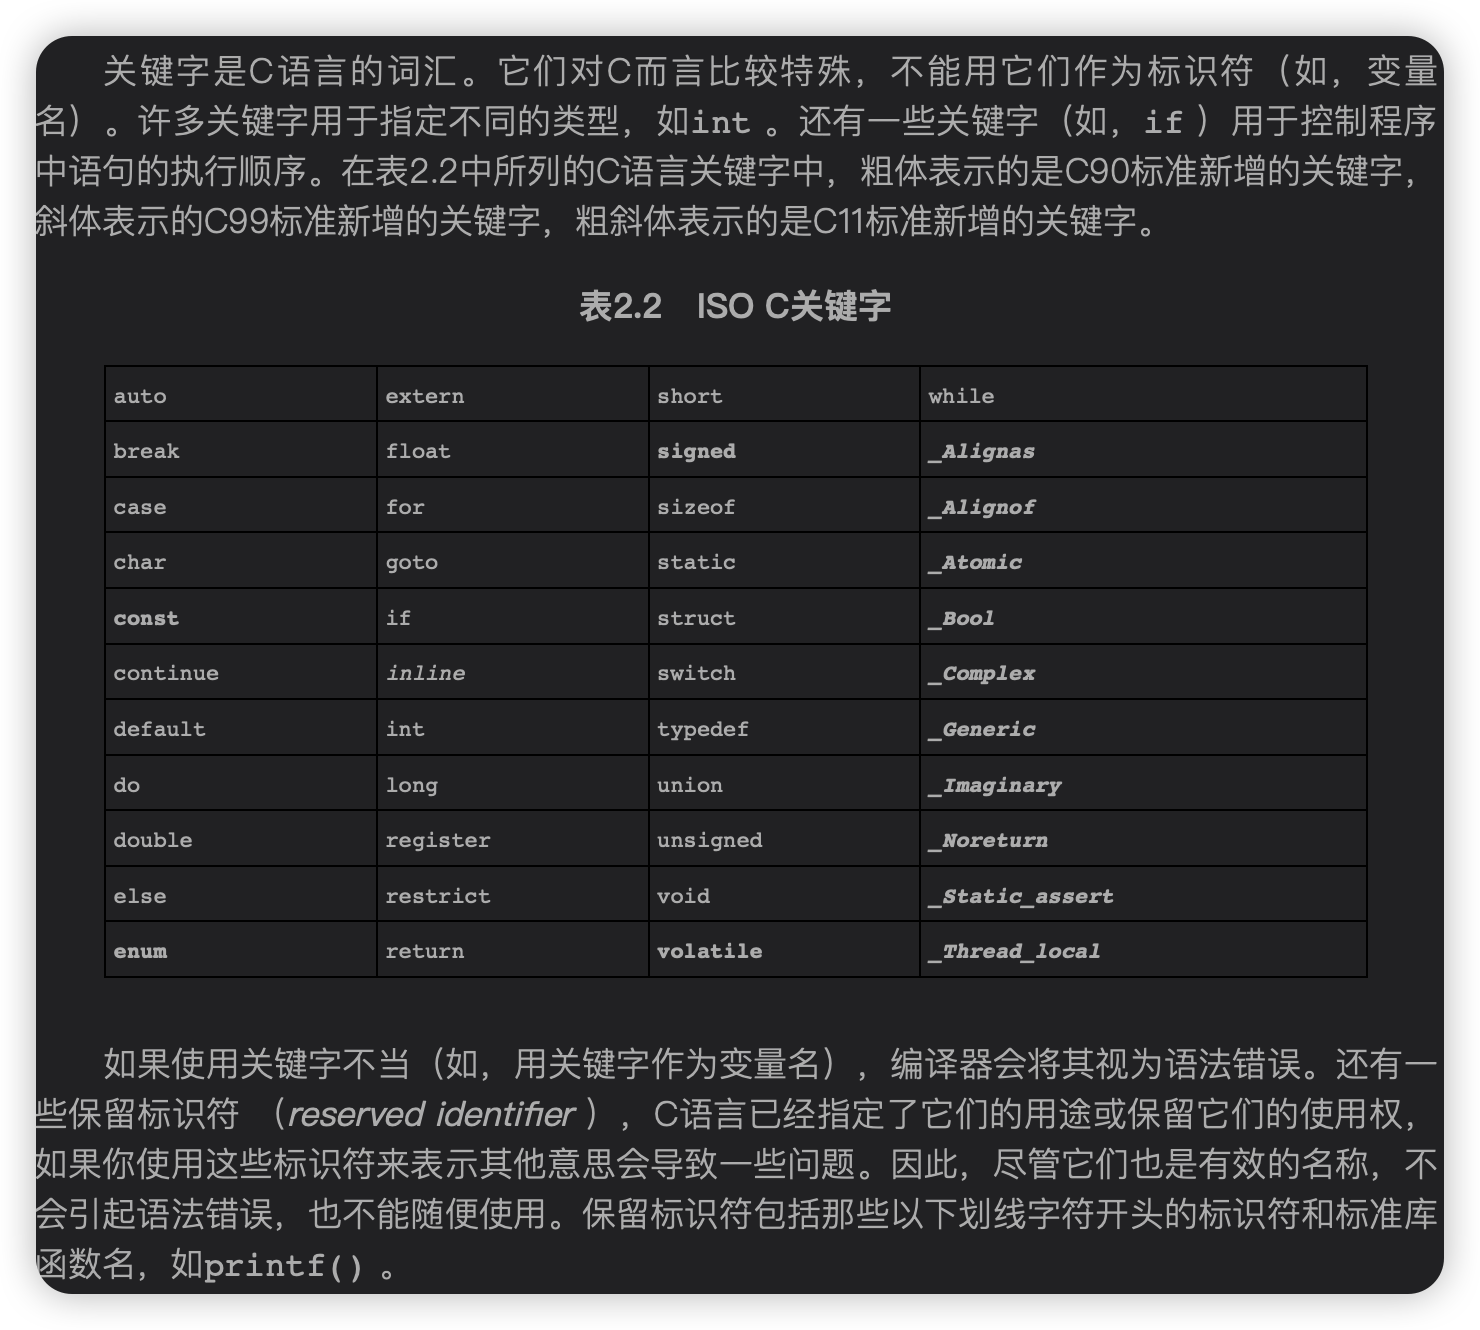 关键字是C语言的词汇。它们对C而言比较特殊，不能用它们作为标识符（如，变量
名）。许多关键字用于指定不同的类型，如int 。还有一些关键字（如，if ）用于控制程序
中语句的执行顺序。在表2.2中所列的C语言关键字中，粗体表示的是C90标准新增的关键字，
斜体表示的C99标准新增的关键字，粗斜体表示的是C11标准新增的关键字。
表2.2　ISO C关键字
auto extern short while
break float signed _Alignas
case for sizeof _Alignof
char goto static _Atomic
const if struct _Bool
continue inline switch _Complex
default int typedef _Generic
do long union _Imaginary
double register unsigned _Noreturn
else restrict void _Static_assert
enum return volatile _Thread_local
如果使用关键字不当（如，用关键字作为变量名），编译器会将其视为语法错误。还有一
些保留标识符 （reserved identifier ），C语言已经指定了它们的用途或保留它们的使用权，
如果你使用这些标识符来表示其他意思会导致一些问题。因此，尽管它们也是有效的名称，不
会引起语法错误，也不能随便使用。保留标识符包括那些以下划线字符开头的标识符和标准库
函数名，如printf() 。